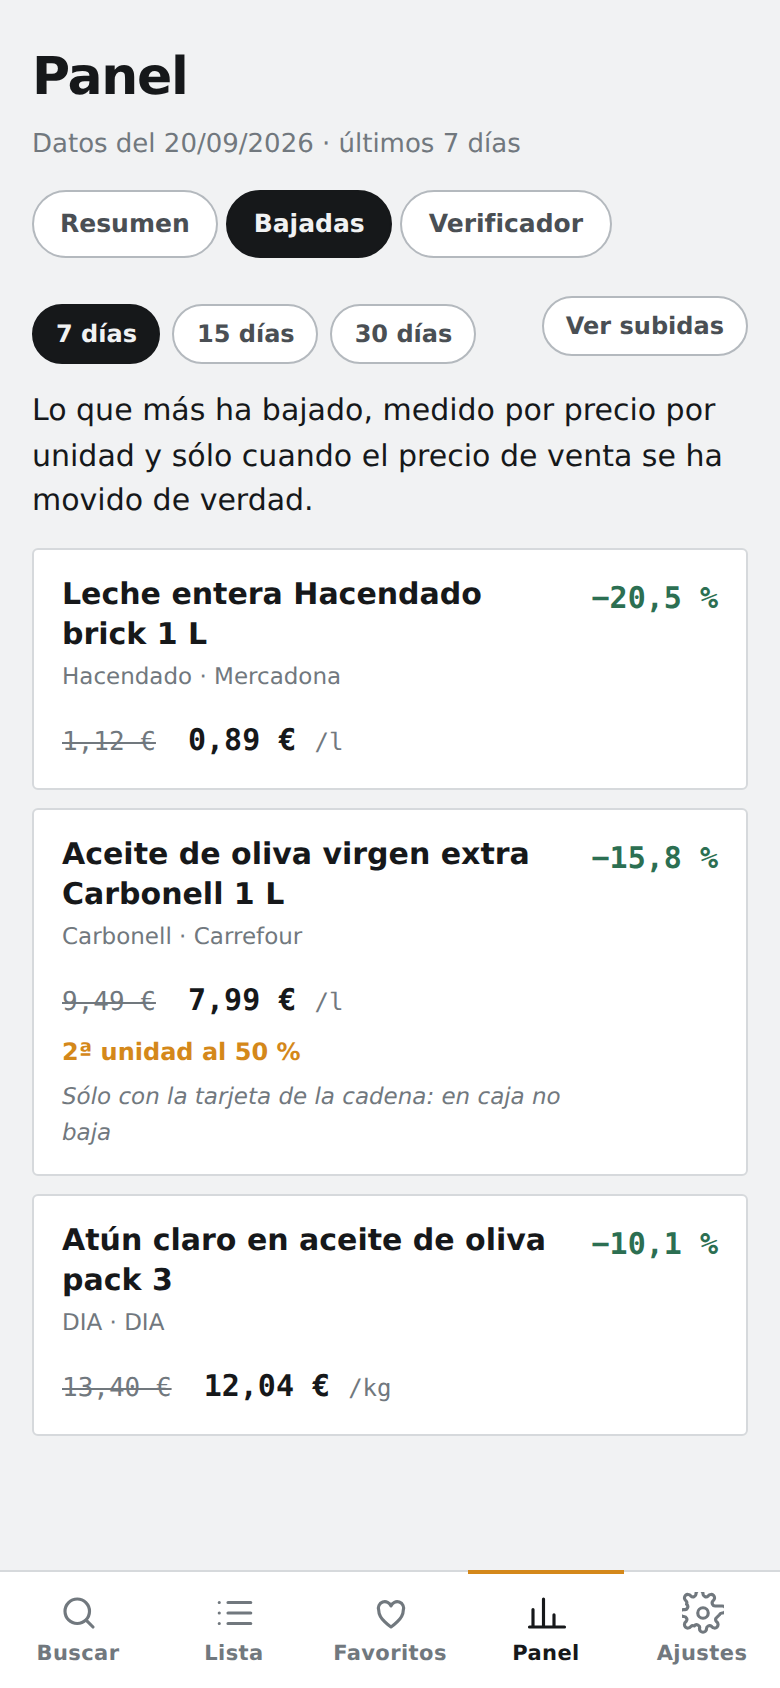 Panel
Datos del 20/09/2026 · últimos 7 días
Resumen Bajadas Verificador
7 días 15 días 30 días Ver subidas
Lo que más ha bajado, medido por precio por
unidad y sólo cuando el precio de venta se ha
movido de verdad.
Leche entera Hacendado −20,5 %
brick 1 L
Hacendado · Mercadona
1,12 € 0,89 € /l
Aceite de oliva virgen extra −15,8 %
Carbonell 1 L
Carbonell · Carrefour
9,49 € 7,99 € /l
2ª unidad al 50 %
Sólo con la tarjeta de la cadena: en caja no
baja
Atún claro en aceite de oliva −10,1 %
pack 3
DIA · DIA
13,40 € 12,04 € /kg
Buscar Lista Favoritos Panel Ajustes